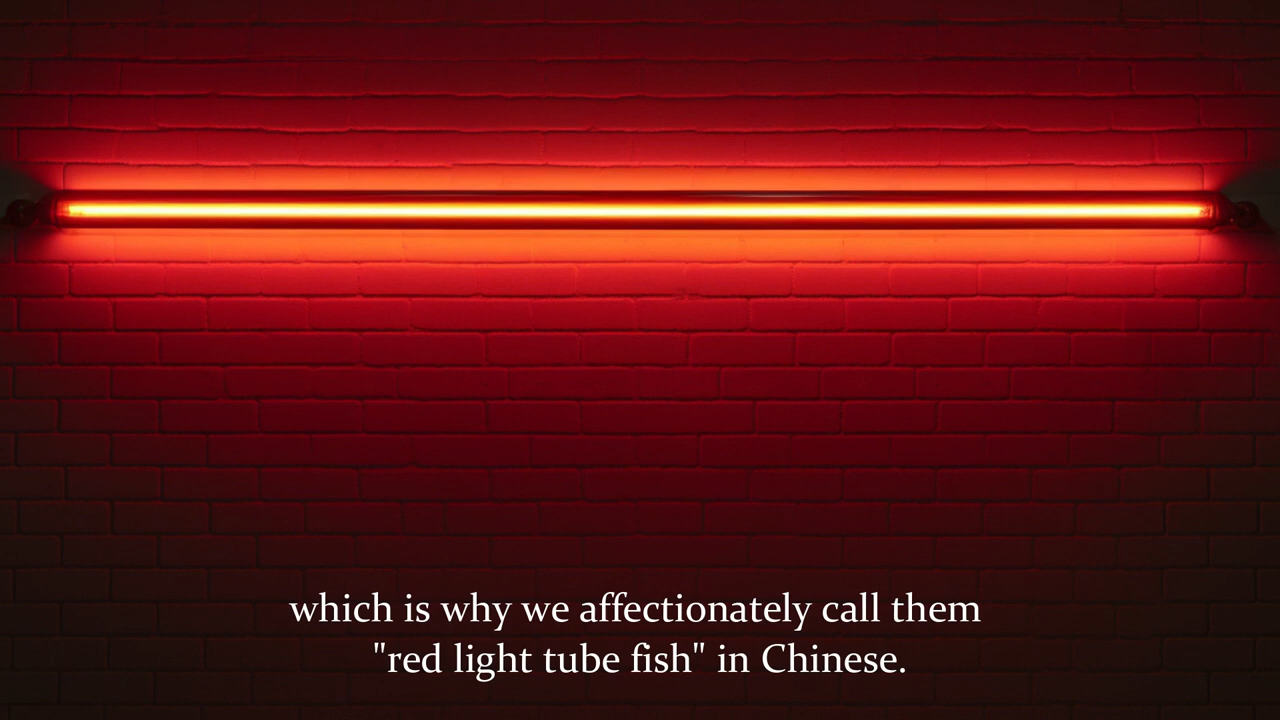 which is why we affectionately call them
"red light tube fish" in Chinese.